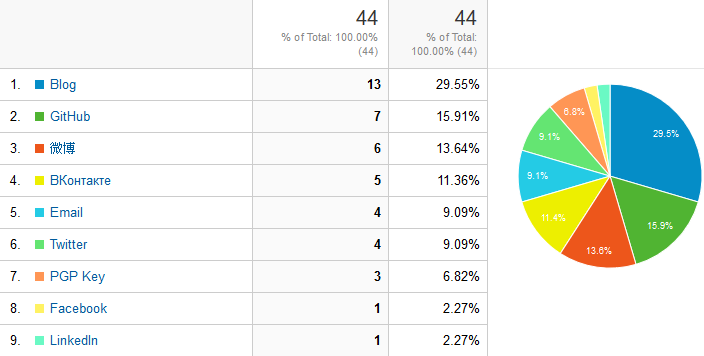 44 44
% of Total: 100.00% % of Total:
(44) 100.00% (44)
1. Blog 13 29.55%
2. GitHub 7 15.91%
3. 微博 6 13.64%
4. ВКонтакте 5 11.36%
5. Email 4 9.09%
6. Twitter 4 9.09%
7. PGP Key 3 6.82%
8. Facebook 1 2.27%
9. LinkedIn 1 2.27%
6.8%
29.5%
9.1%
9.1%
11.4%
15.9%
13.6%